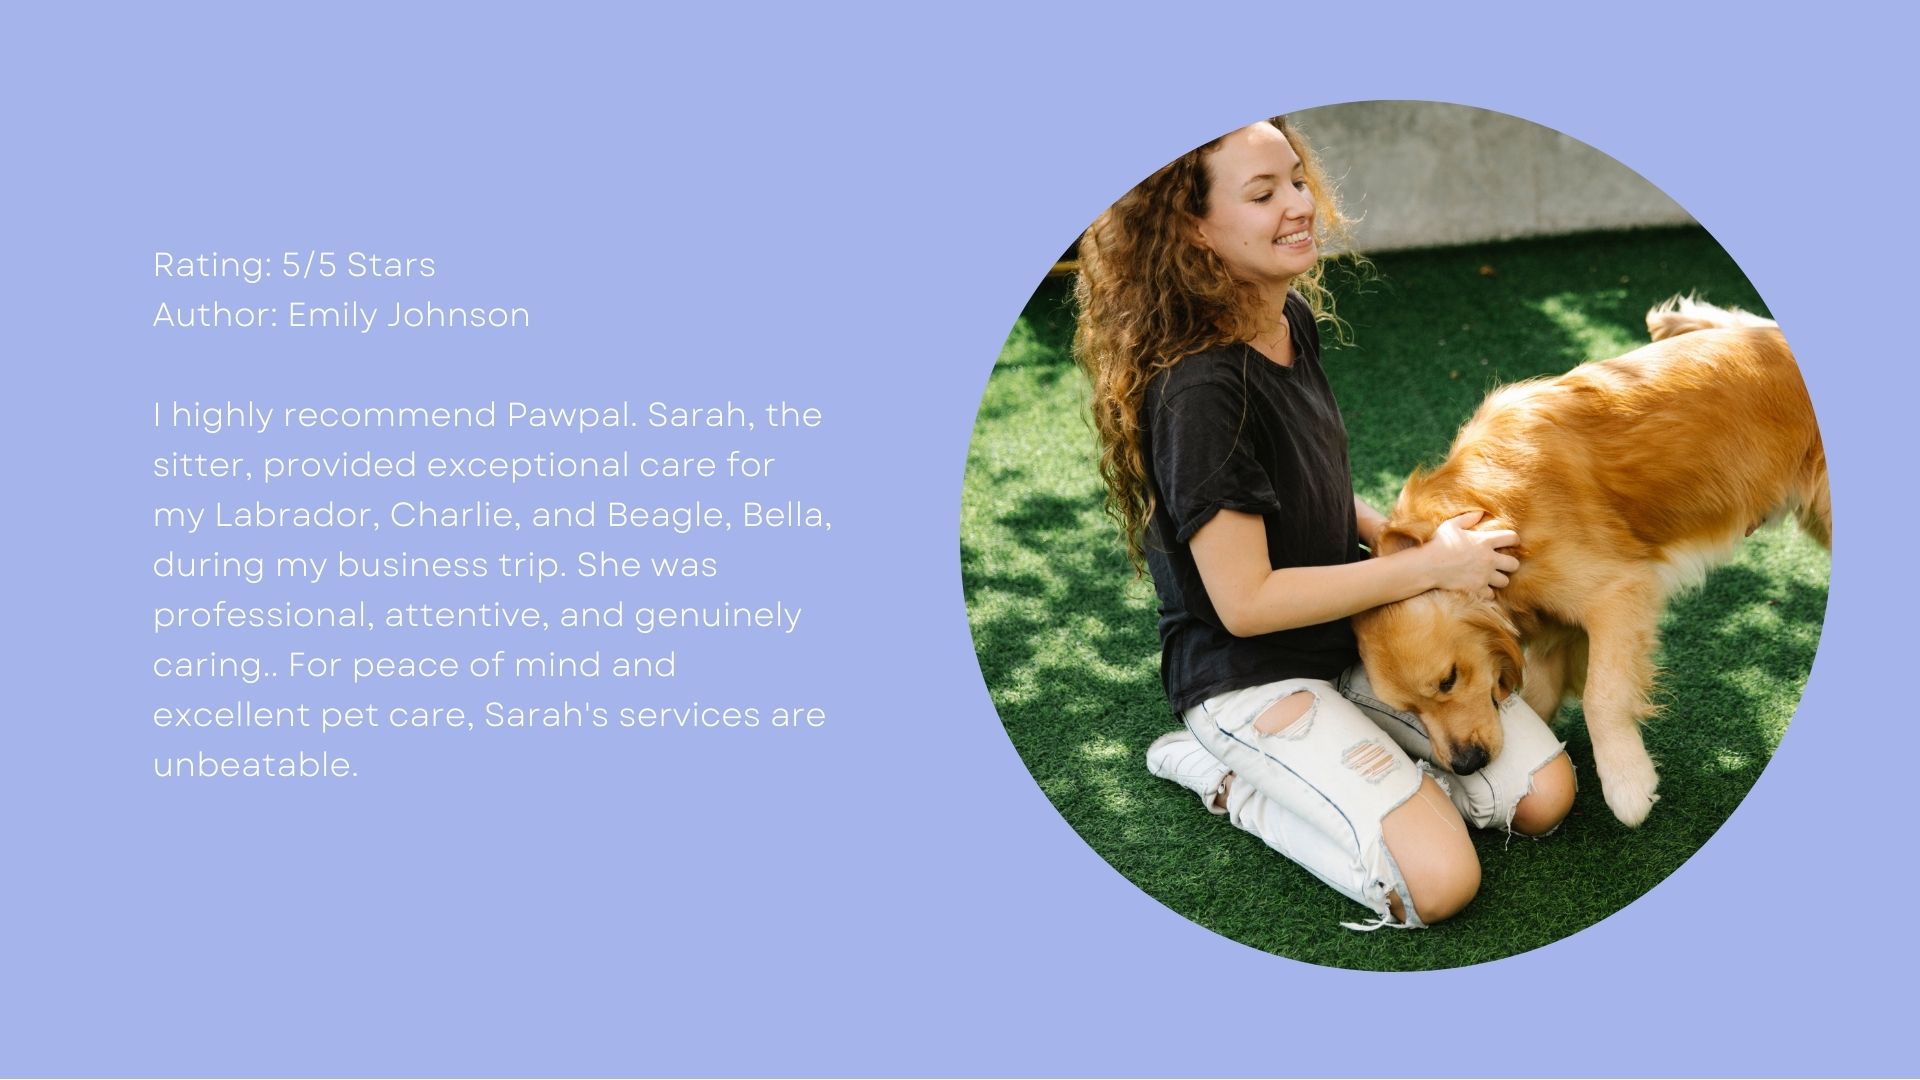 Rating: 5/5 Stars
Author: Emily Johnson
I highly recommend Pawpal. Sarah, the
sitter, provided exceptional care for
my Labrador, Charlie, and Beagle, Bella,
during my business trip. She was
professional, attentive, and genuinely
caring.. For peace of mind and
excellent pet care, Sarah's services are
unbeatable.